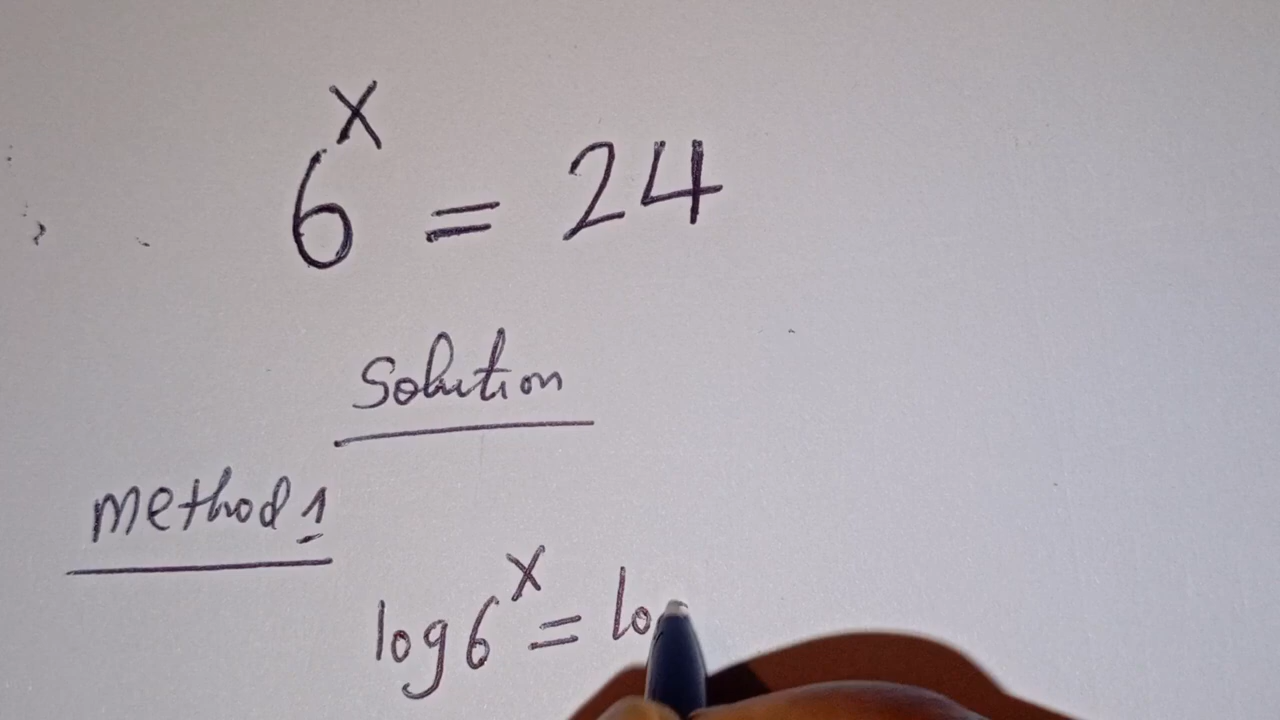 6^x = 24
Solution
Method 1
log 6^x = lo